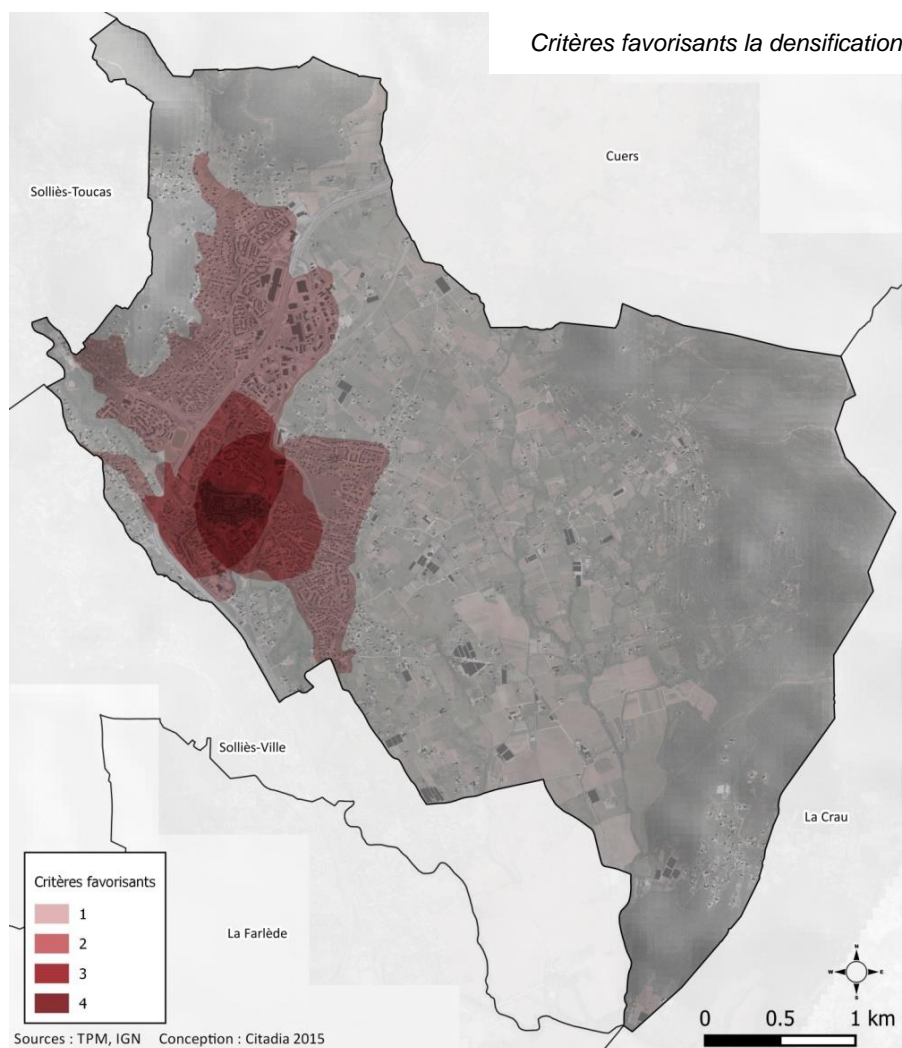 Critères favorisants la densification
Cuers
Solliès-Toucas
Solliès-Ville
La Crau
La Farlède
Critères favorisants
1
2
3
4
N
W E
S
0 0.5 1 km
Sources : TPM, IGN Conception : Citadia 2015